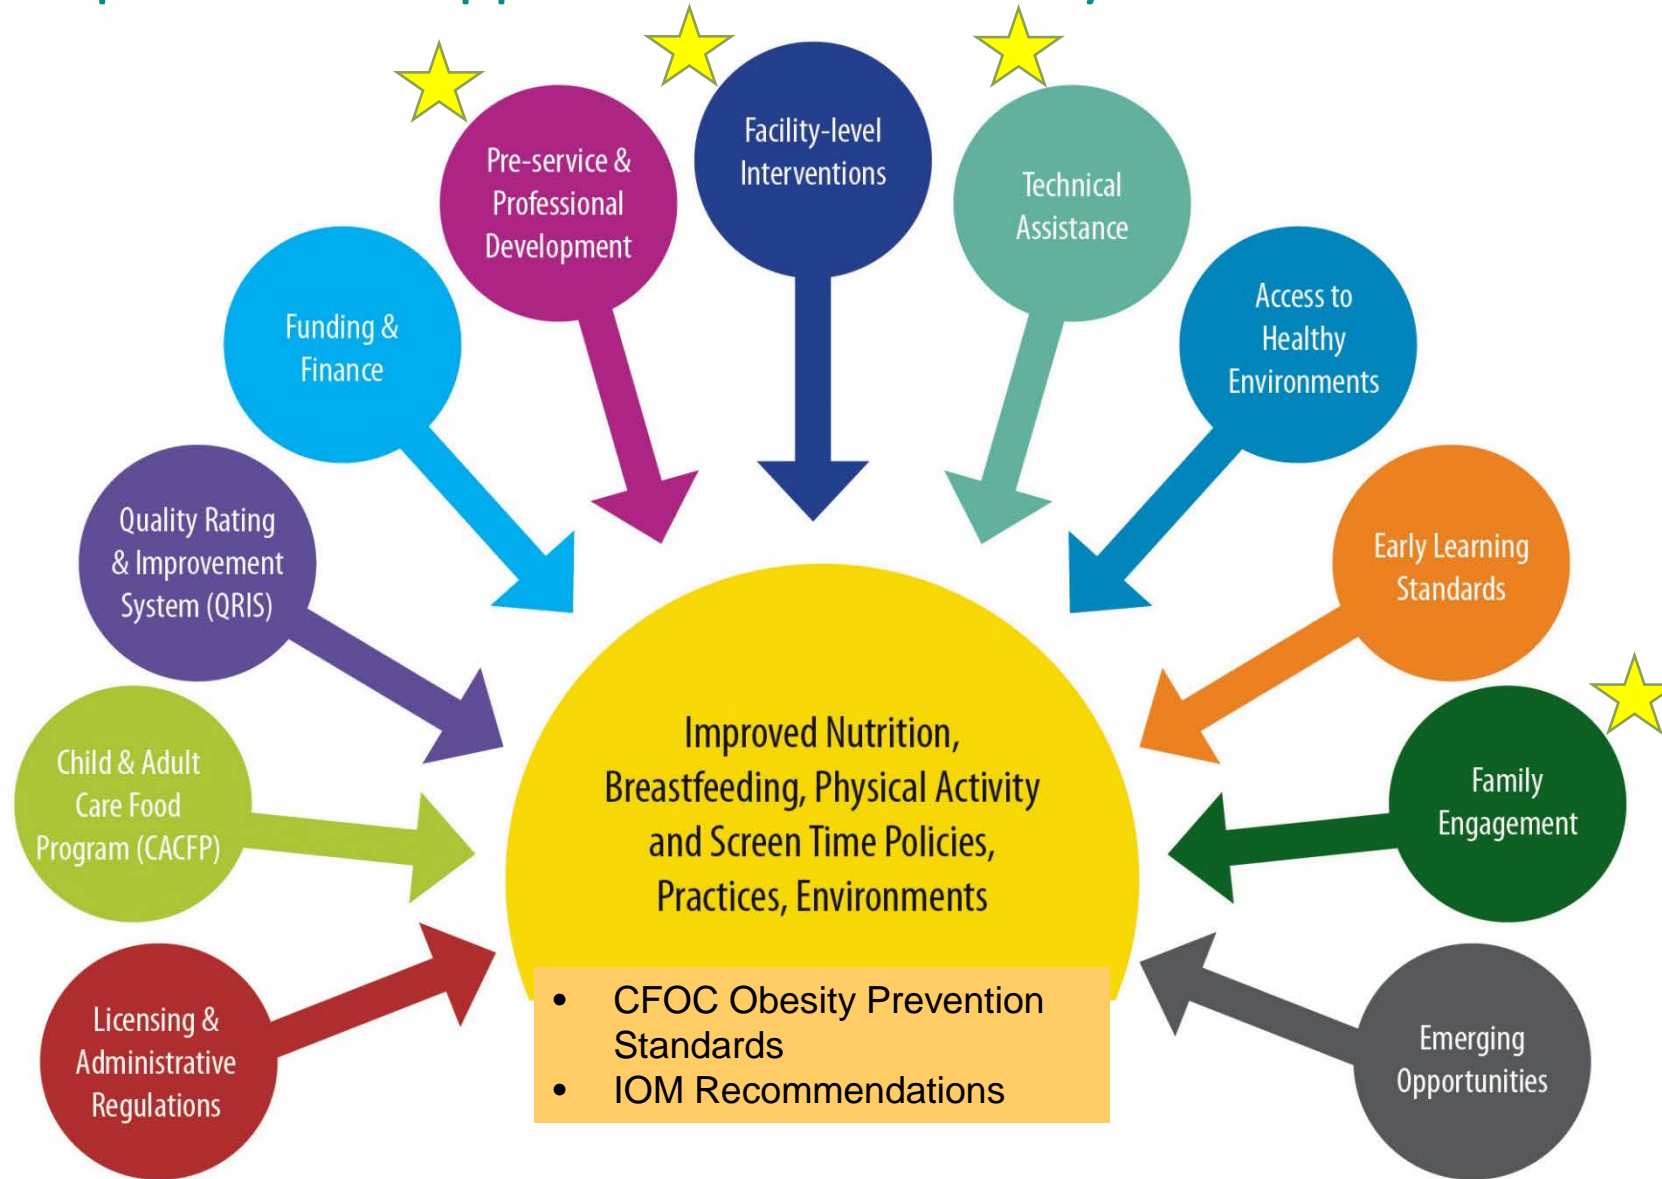 Facility-level
Interventions
Pre-service &
Professional
Development
Technical
Assistance
Funding &
Finance
Access to
Healthy
Environments
Quality Rating
& Improvement
System (QRIS)
Early Learning
Standards
Child & Adult
Care Food
Program (CACFP)
Family
Engagement
Licensing &
Administrative
Regulations
Emerging
Opportunities
Improved Nutrition,
Breastfeeding, Physical Activity
and Screen Time Policies,
Practices, Environments
• CFOC Obesity Prevention
Standards
• IOM Recommendations